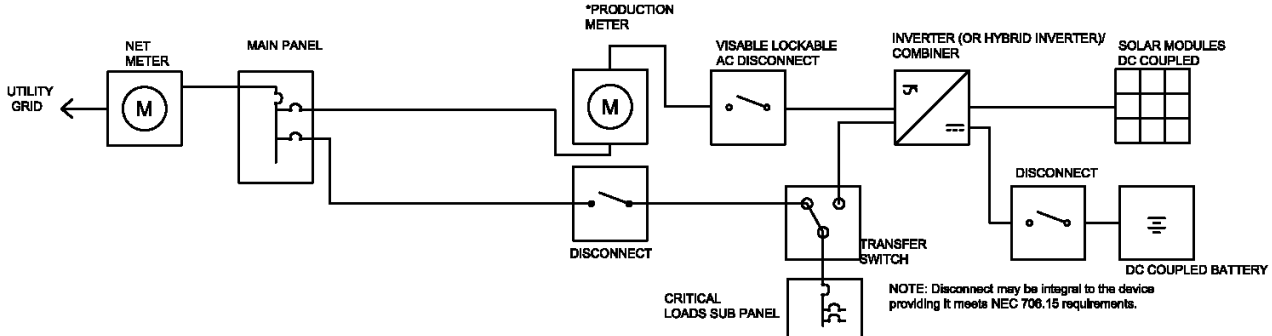 *PRODUCTION
METER
NET
METER
MAIN PANEL
VISABLE LOCKABLE
AC DISCONNECT
INVERTER (OR HYBRID INVERTER)/
COMBINER
SOLAR MODULES
DC COUPLED
UTILITY
GRID
M
M
DISCONNECT
DISCONNECT
TRANSFER
SWITCH
DC COUPLED BATTERY
CRITICAL
LOADS SUB PANEL
NOTE: Disconnect may be integral to the device
providing it meets NEC 706.15 requirements.